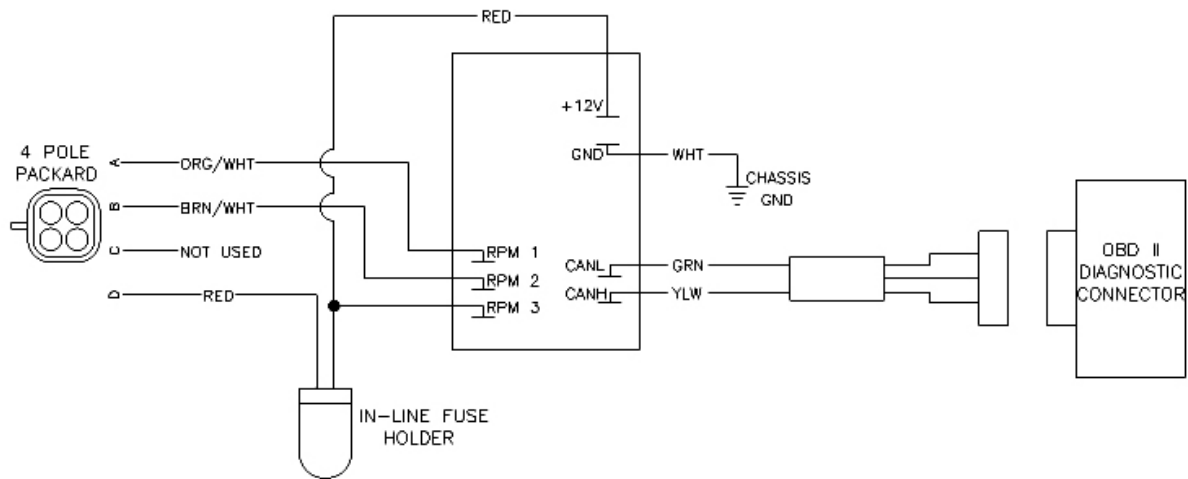 RED
+12V
4 POLE
PACKARD
A
ORG/WHT
GND
WHT
CHASSIS
GND
B
BRN/WHT
C
NOT USED
RPM 1
CANL
GRN
OBD II
DIAGNOSTIC
CONNECTOR
RPM 2
CANH
YLW
D
RED
RPM 3
IN-LINE FUSE
HOLDER